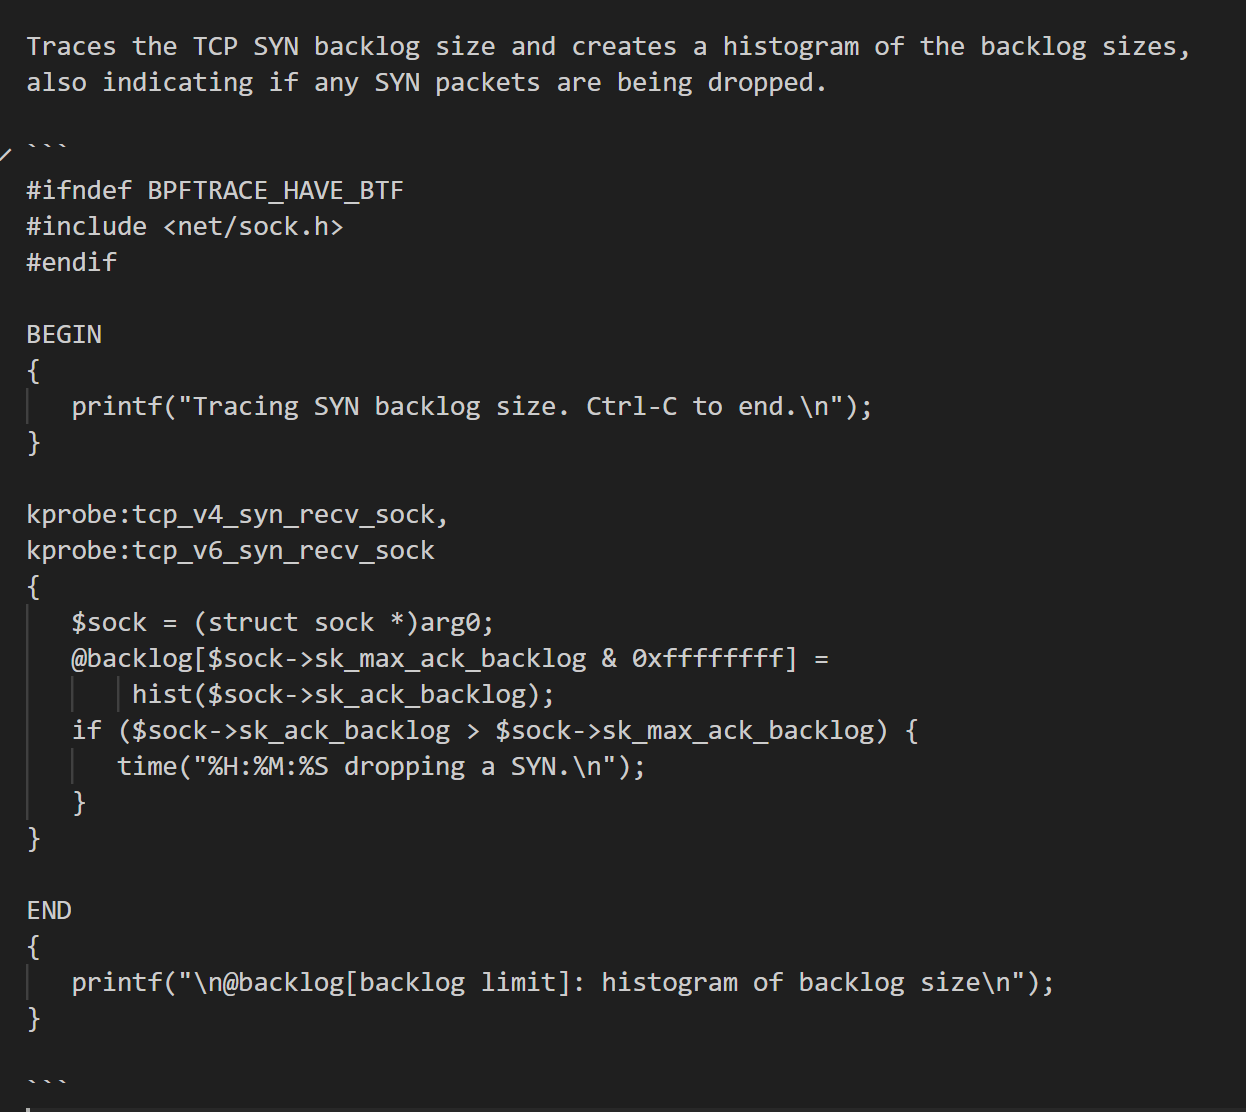 Traces the TCP SYN backlog size and creates a histogram of the backlog sizes,
also indicating if any SYN packets are being dropped.

```
#ifndef BPFTRACE_HAVE_BTF
#include <net/sock.h>
#endif

BEGIN
{
   printf("Tracing SYN backlog size. Ctrl-C to end.\n");
}

kprobe:tcp_v4_syn_recv_sock,
kprobe:tcp_v6_syn_recv_sock
{
   $sock = (struct sock *)arg0;
   @backlog[$sock->sk_max_ack_backlog & 0xffffffff] =
       hist($sock->sk_ack_backlog);
   if ($sock->sk_ack_backlog > $sock->sk_max_ack_backlog) {
      time("%H:%M:%S dropping a SYN.\n");
   }
}

END
{
   printf("\n@backlog[backlog limit]: histogram of backlog size\n");
}

```